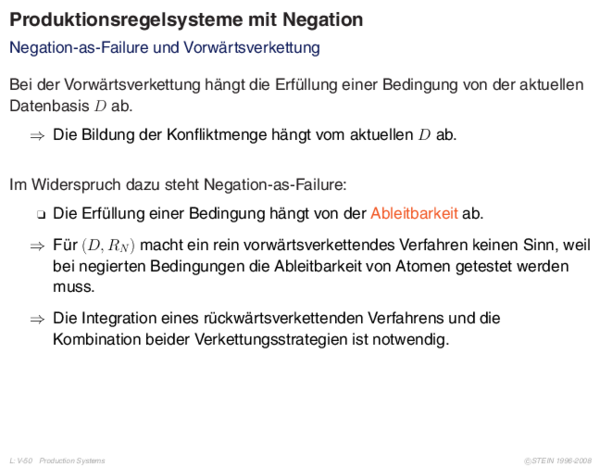 Produktionsregelsysteme mit Negation
Negation-as-Failure und Vorwärtsverkettung
Bei der Vorwärtsverkettung hängt die Erfüllung einer Bedingung von der aktuellen
Datenbasis D ab.
⇒ Die Bildung der Konfliktmenge hängt vom aktuellen D ab.
Im Widerspruch dazu steht Negation-as-Failure:
❑ Die Erfüllung einer Bedingung hängt von der Ableitbarkeit ab.
⇒ Für (D, R_N) macht ein rein vorwärtsverkettendes Verfahren keinen Sinn, weil
bei negierten Bedingungen die Ableitbarkeit von Atomen getestet werden
muss.
⇒ Die Integration eines rückwärtsverkettenden Verfahrens und die
Kombination beider Verkettungsstrategien ist notwendig.
L: V-50 Production Systems
©STEIN 1996-2008